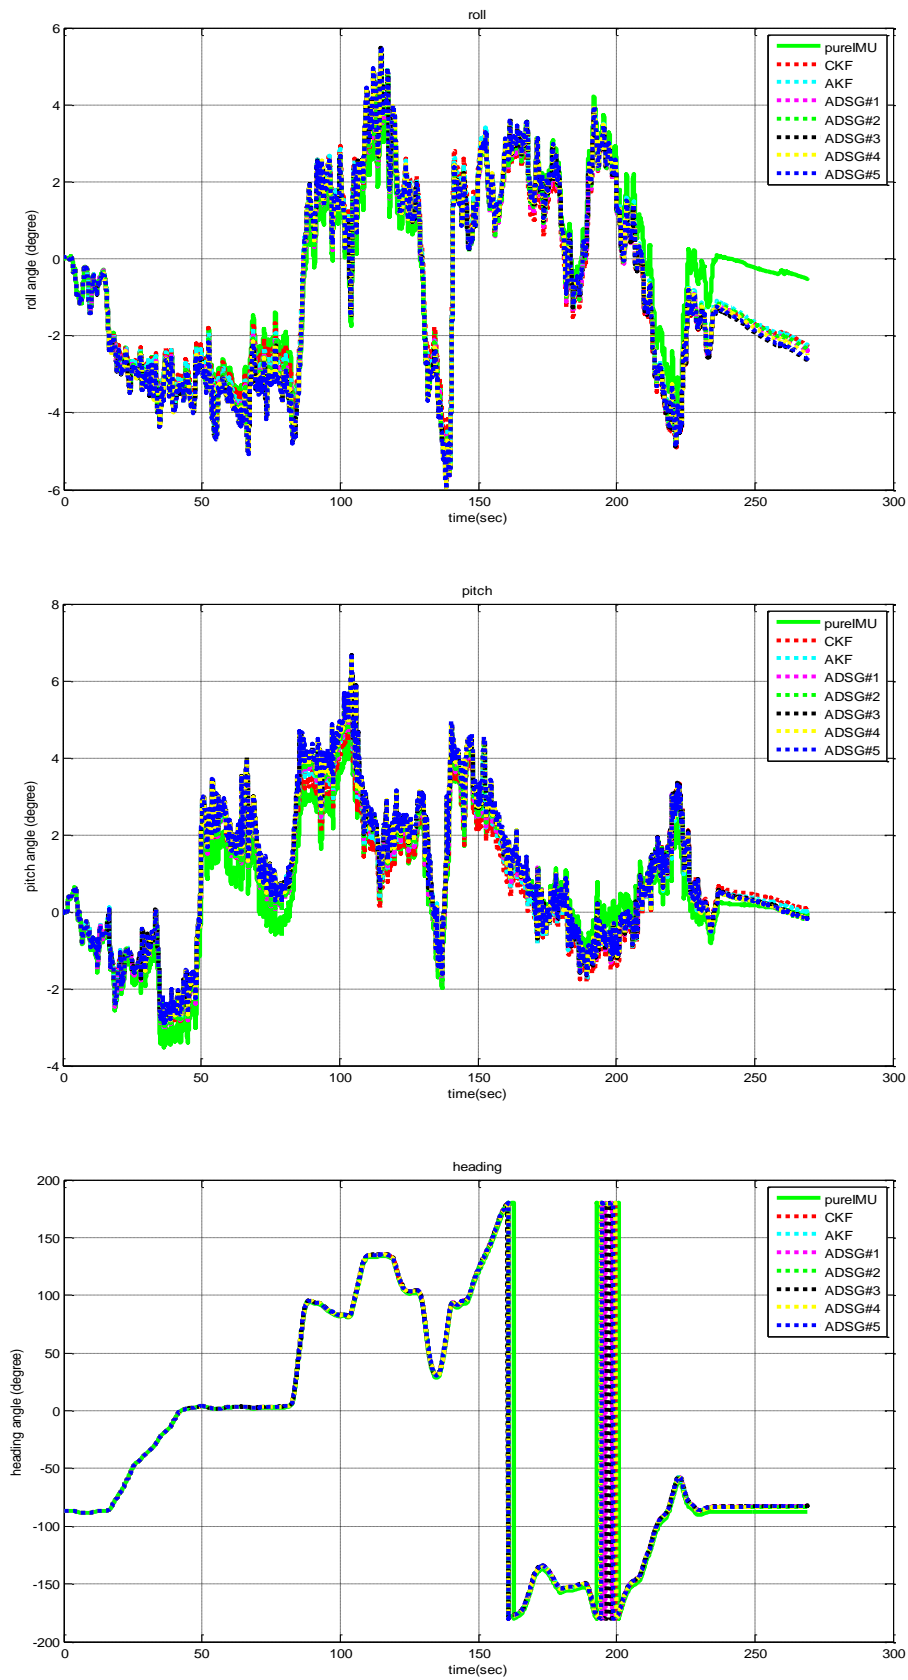 roll
6
4
2
0
-2
-4
-6
roll angle (degree)
0
50
100
150
200
250
300
time(sec)
pureIMU
CKF
AKF
ADSG#1
ADSG#2
ADSG#3
ADSG#4
ADSG#5
pitch
8
6
4
2
0
-2
-4
pitch angle (degree)
0
50
100
150
200
250
300
time(sec)
pureIMU
CKF
AKF
ADSG#1
ADSG#2
ADSG#3
ADSG#4
ADSG#5
heading
200
150
100
50
0
-50
-100
-150
-200
heading angle (degree)
0
50
100
150
200
250
300
time(sec)
pureIMU
CKF
AKF
ADSG#1
ADSG#2
ADSG#3
ADSG#4
ADSG#5